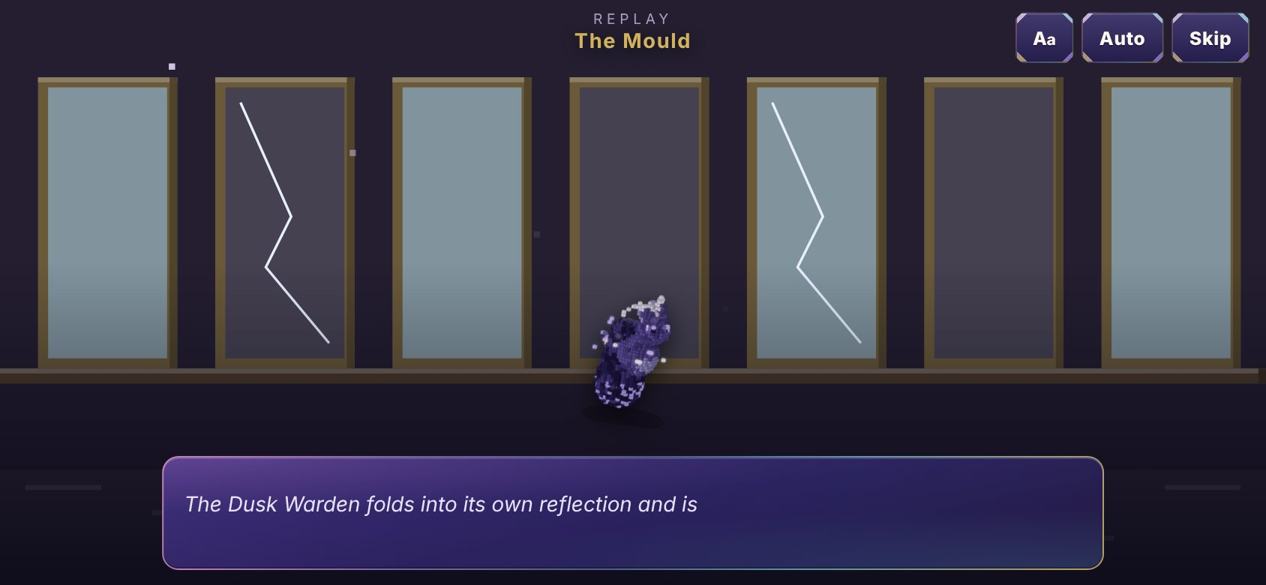 REPLAY
The Mould
Aa
Auto
Skip
The Dusk Warden folds into its own reflection and is